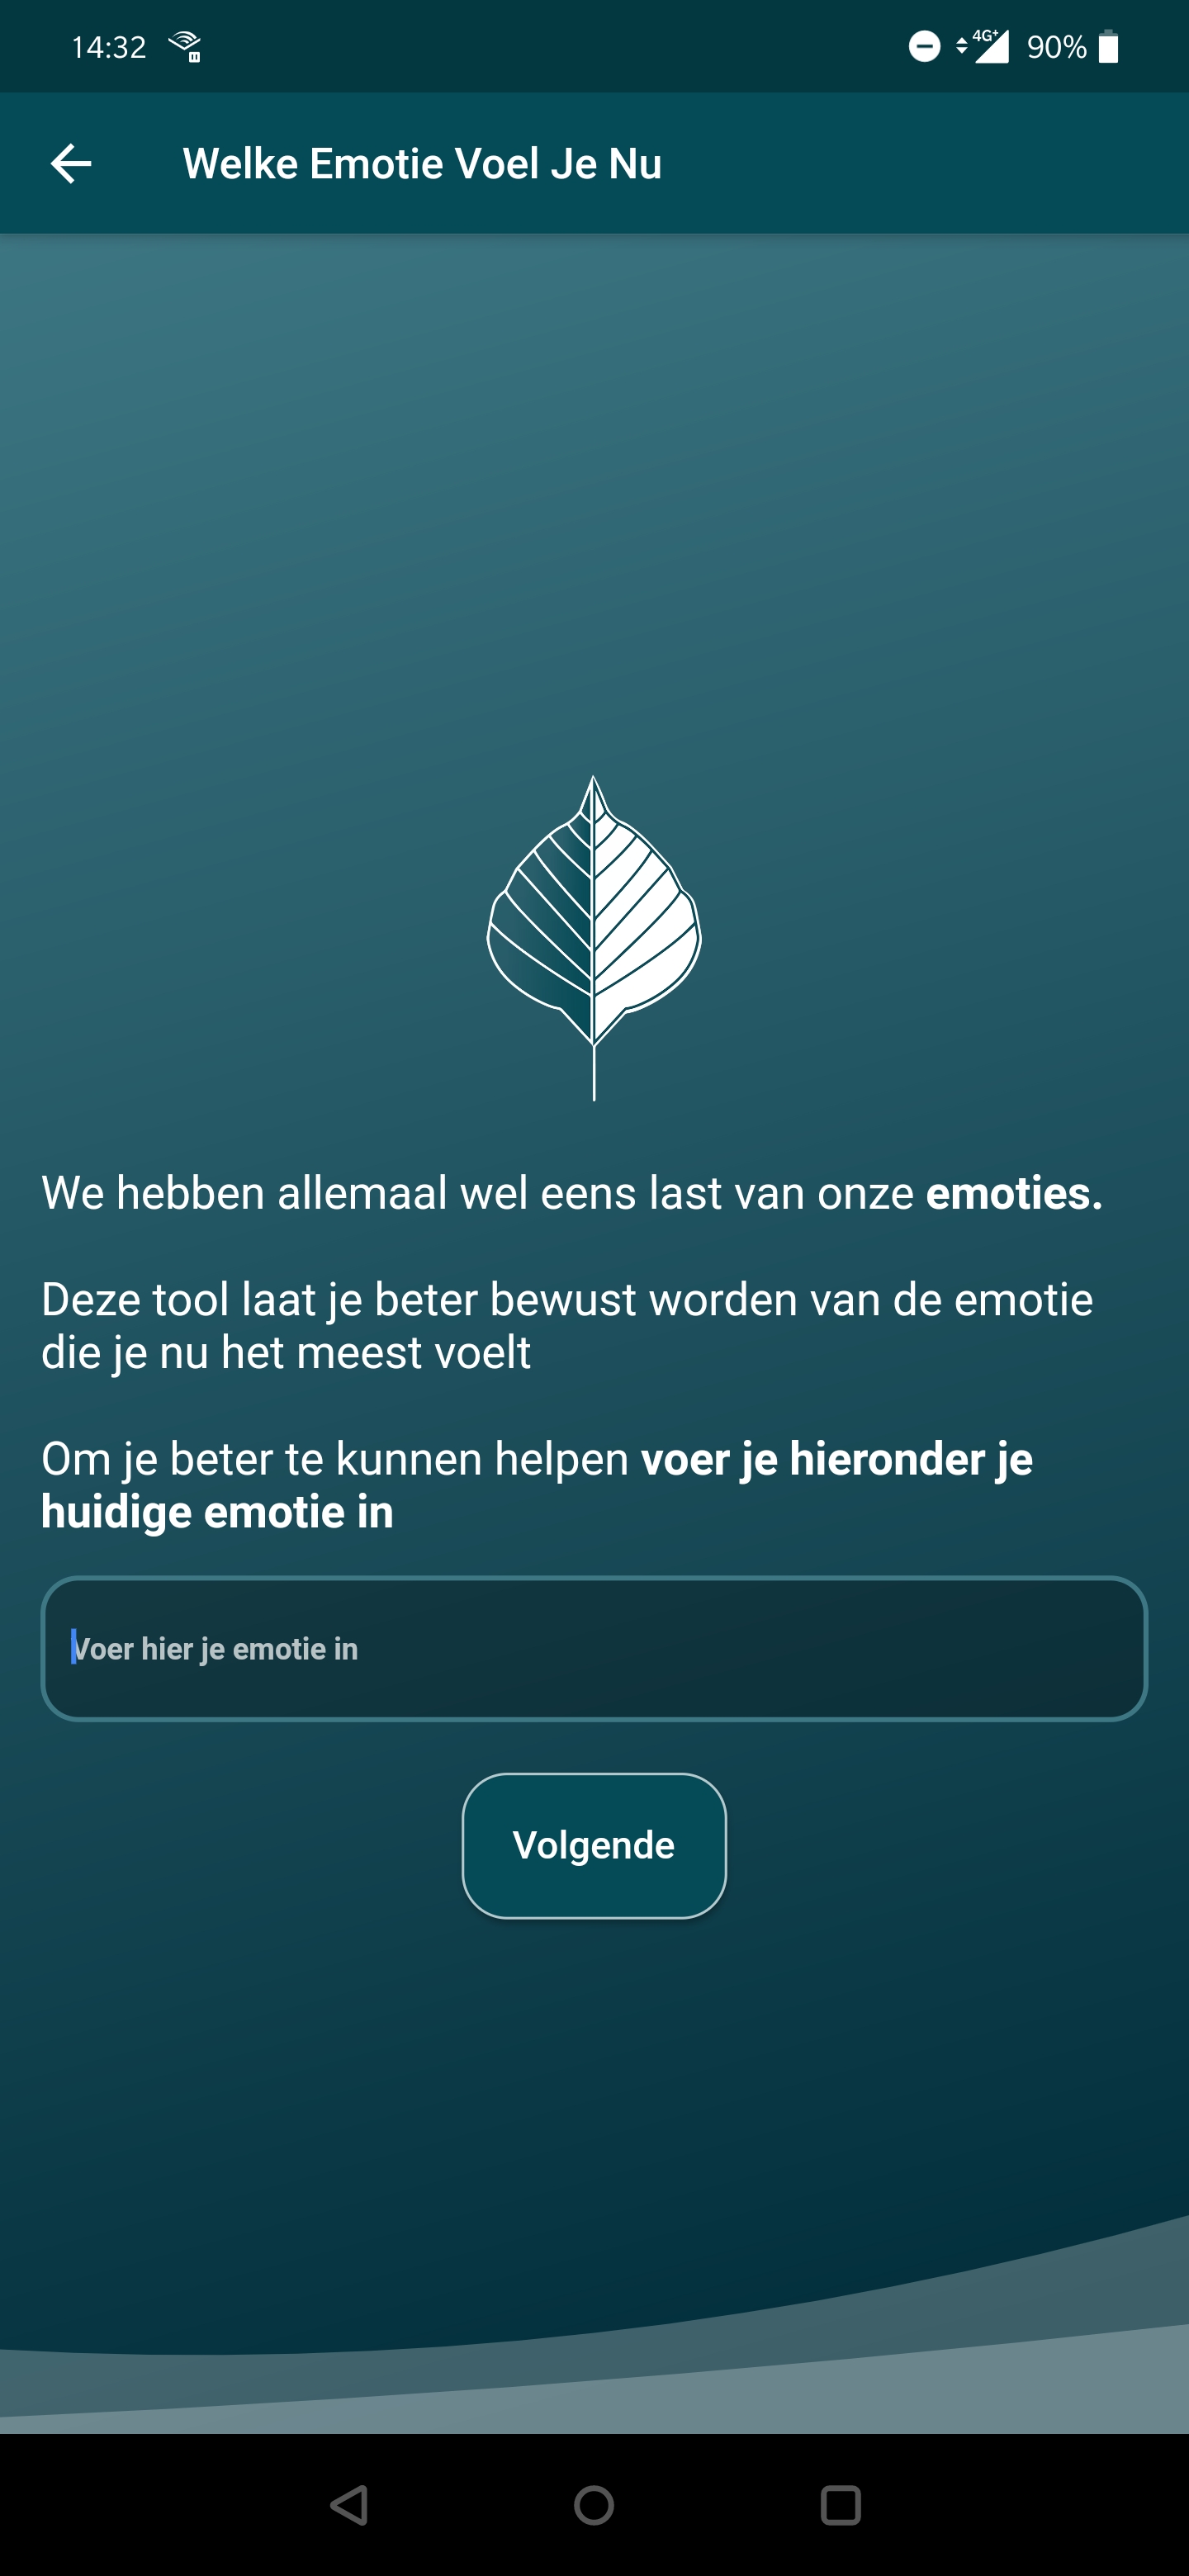 14:32
4G+
90%
Welke Emotie Voel Je Nu
We hebben allemaal wel eens last van onze emoties.
Deze tool laat je beter bewust worden van de emotie
die je nu het meest voelt
Om je beter te kunnen helpen voer je hieronder je
huidige emotie in
Voer hier je emotie in
Volgende